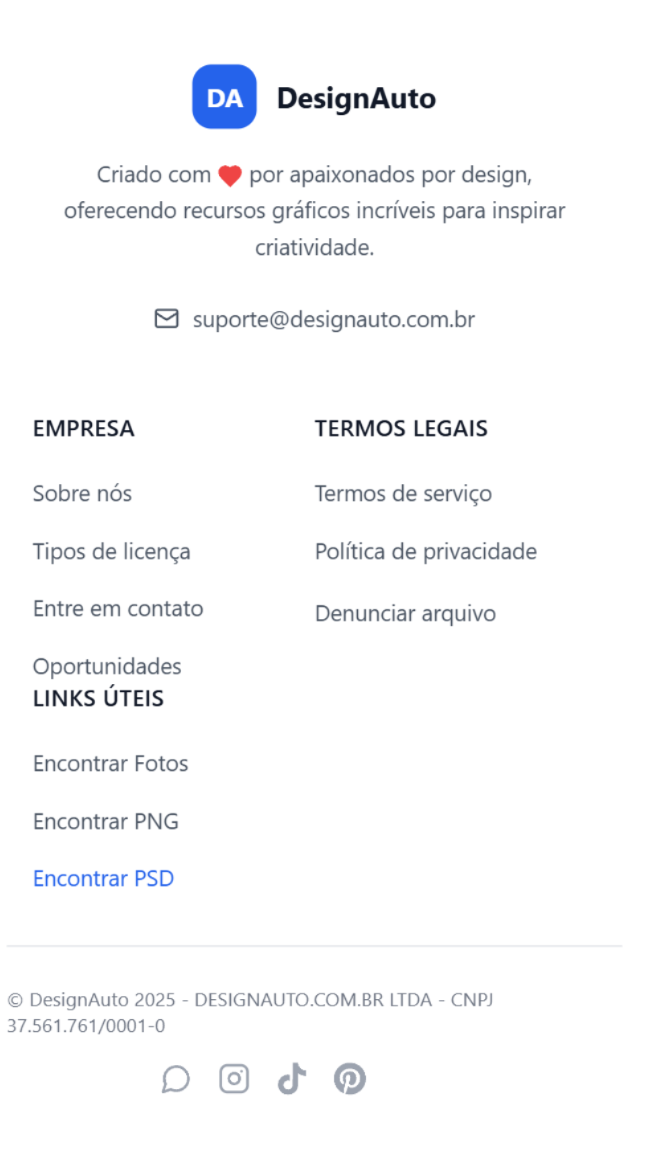 DA DesignAuto
Criado com ❤ por apaixonados por design,
oferecendo recursos gráficos incríveis para inspirar
criatividade.
suporte@designauto.com.br
EMPRESA
Sobre nós
Tipos de licença
Entre em contato
Oportunidades
TERMOS LEGAIS
Termos de serviço
Política de privacidade
Denunciar arquivo
LINKS ÚTEIS
Encontrar Fotos
Encontrar PNG
Encontrar PSD
© DesignAuto 2025 - DESIGNAUTO.COM.BR LTDA - CNPJ
37.561.761/0001-0